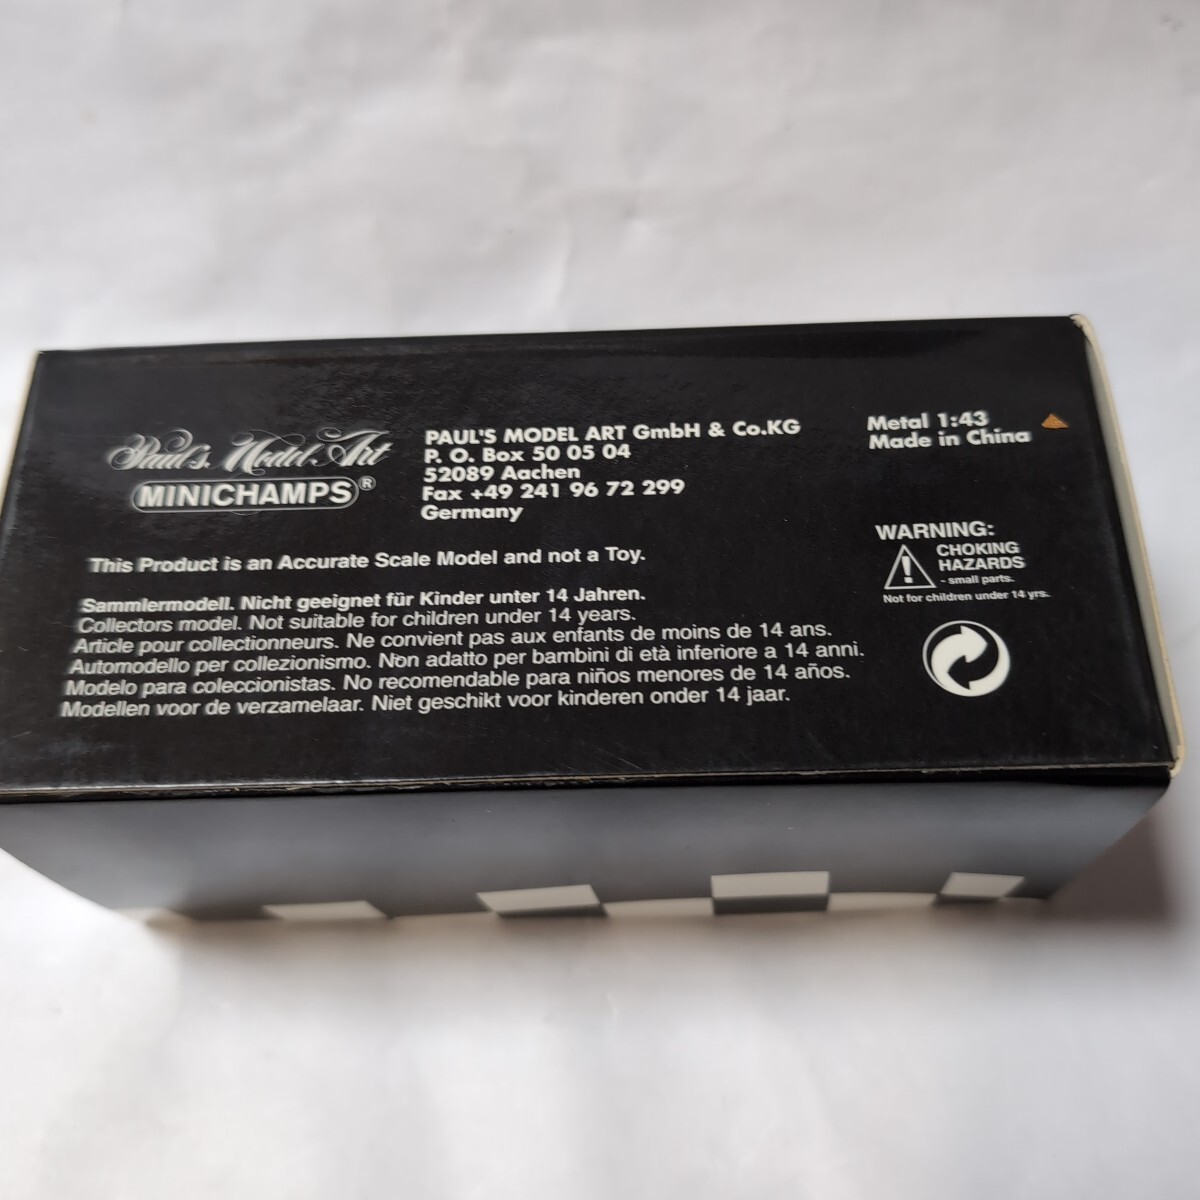 Paul's Model Art
MINICHAMPS®
PAUL'S MODEL ART GmbH & Co.KG
P. O. Box 50 05 04
52089 Aachen
Fax +49 241 96 72 299
Germany
Metal 1:43
Made in China
This Product is an Accurate Scale Model and not a Toy.
Sammlermodell. Nicht geeignet für Kinder unter 14 Jahren.
Collectors model. Not suitable for children under 14 years.
Article pour collectionneurs. Ne convient pas aux enfants de moins de 14 ans.
Automodello per collezionismo. Non adatto per bambini di età inferiore a 14 anni.
Modelo para coleccionistas. No recomendable para niños menores de 14 años.
Modellen voor de verzamelaar. Niet geschikt voor kinderen onder 14 jaar.
WARNING:
CHOKING
HAZARDS
- small parts.
Not for children under 14 yrs.